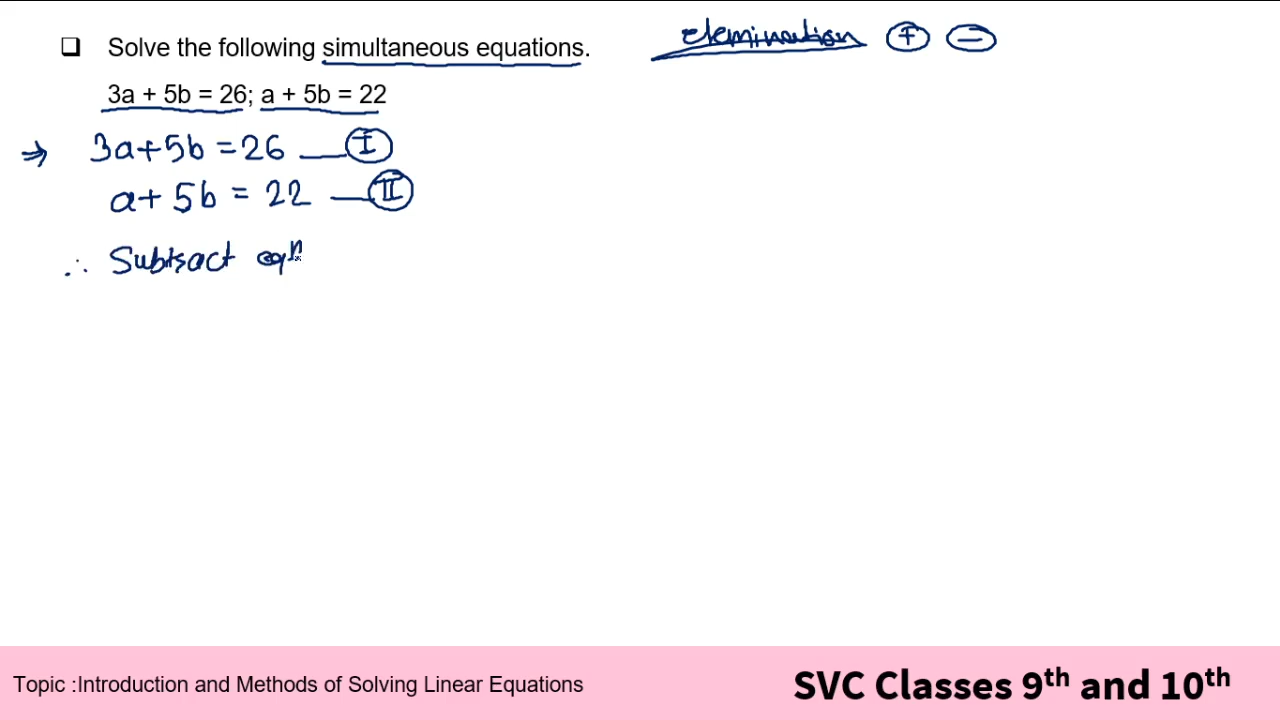 ❑ Solve the following simultaneous equations.
elemination (+) (−)
3a + 5b = 26; a + 5b = 22
⇒ 3a+5b = 26 — (I)
a + 5b = 22 — (II)
∴ Subtract eqn
Topic :Introduction and Methods of Solving Linear Equations
SVC Classes 9th and 10th